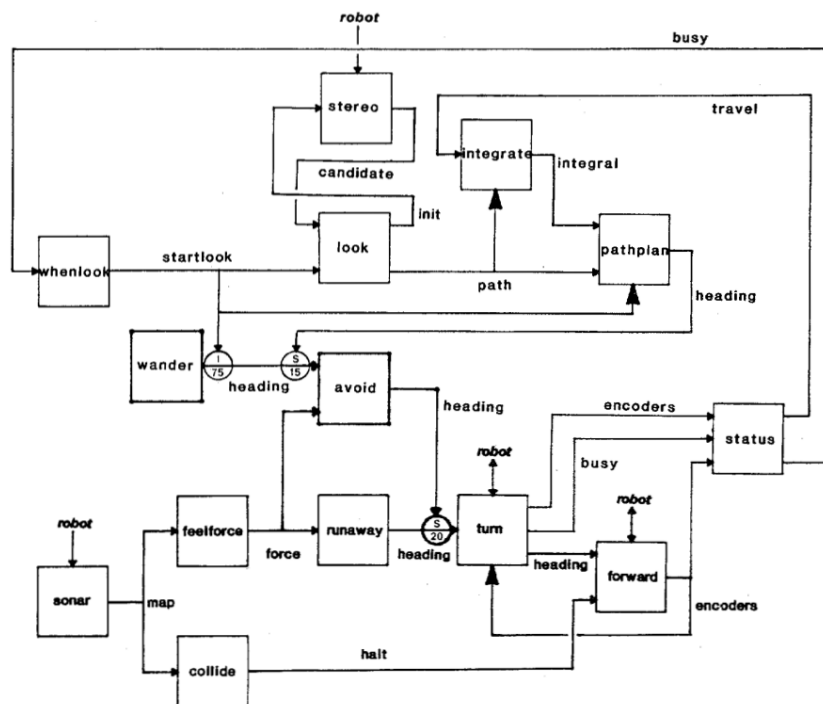 robot
busy
stereo
travel
integrate
integral
candidate
init
look
pathplan
whenlook
startlook
path
heading
wander
I
75
S
15
heading
avoid
heading
encoders
status
busy
robot
robot
turn
robot
feelforce
force
runaway
S
20
heading
heading
forward
sonar
map
encoders
halt
collide